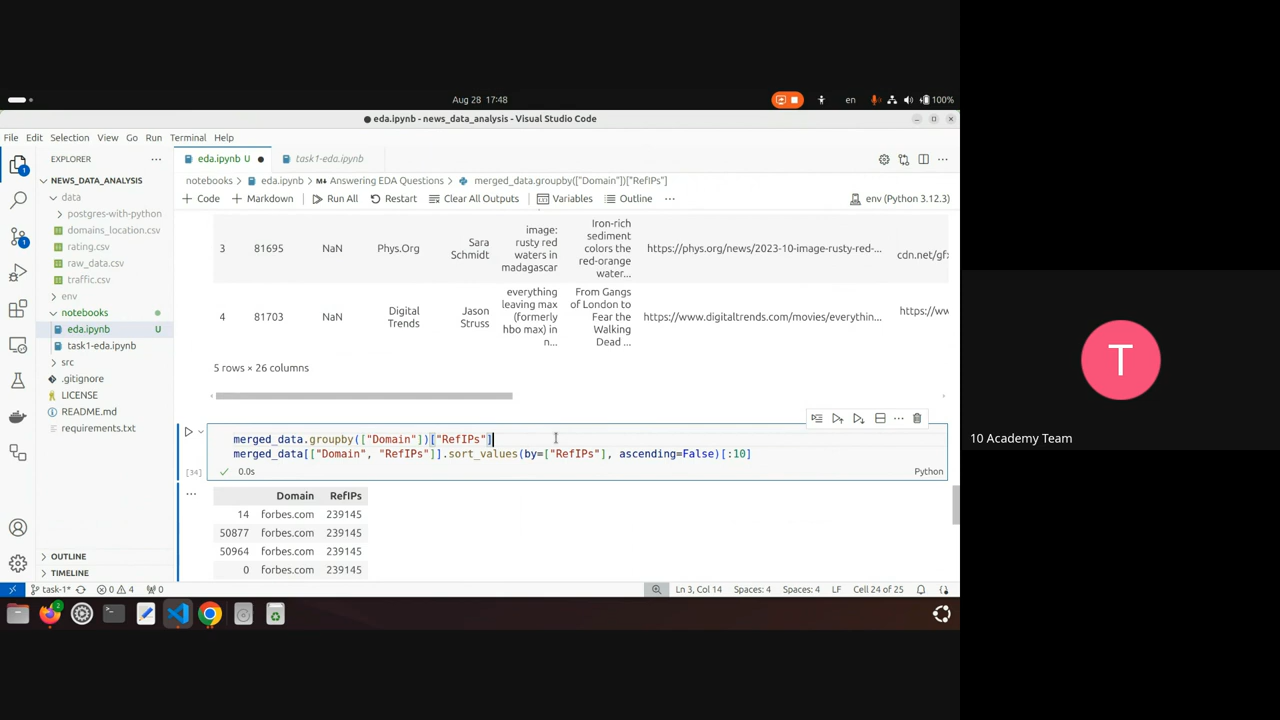 Aug 28 17:48
en
100%
eda.ipynb - news_data_analysis - Visual Studio Code
File Edit Selection View Go Run Terminal Help
EXPLORER
eda.ipynb U
task1-eda.ipynb
NEWS_DATA_ANALYSIS
notebooks > eda.ipynb > Answering EDA Questions > merged_data.groupby(["Domain"])["RefIPs"]
data
+ Code + Markdown Run All Restart Clear All Outputs Variables Outline ... env (Python 3.12.3)
postgres-with-python
domains_location.csv
rating.csv
raw_data.csv
traffic.csv
env
notebooks
eda.ipynb U
task1-eda.ipynb
src
.gitignore
LICENSE
README.md
requirements.txt
3 81695 NaN Phys.Org Sara Schmidt image: rusty red waters in madagascar Iron-rich sediment colors the red-orange water... https://phys.org/news/2023-10-image-rusty-red-...
4 81703 NaN Digital Trends Jason Struss everything leaving max (formerly hbo max) in n... From Gangs of London to Fear the Walking Dead ... https://www.digitaltrends.com/movies/everythin...
5 rows × 26 columns
merged_data.groupby(["Domain"])["RefIPs"]
merged_data[["Domain", "RefIPs"]].sort_values(by=["RefIPs"], ascending=False)[:10]
[34]
0.0s
Python
Domain RefIPs
14 forbes.com 239145
50877 forbes.com 239145
50964 forbes.com 239145
0 forbes.com 239145
OUTLINE
TIMELINE
task-1* 0 4 0
Ln 3, Col 14 Spaces: 4 Spaces: 4 LF Cell 24 of 25
T
10 Academy Team